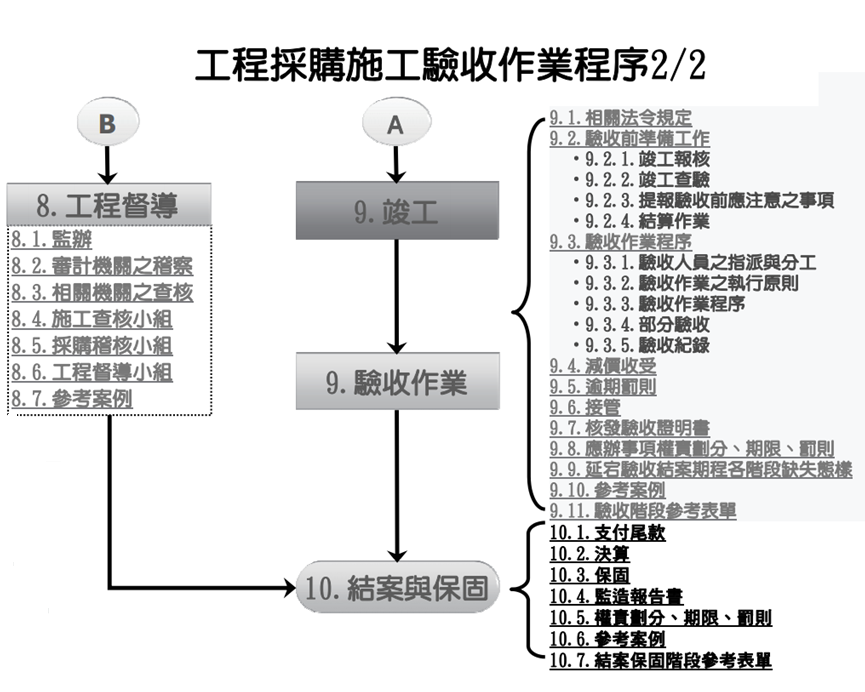 工程採購施工驗收作業程序2/2
B
8.工程督導
8.1.監辦
8.2.審計機關之稽察
8.3.相關機關之查核
8.4.施工查核小組
8.5.採購稽核小組
8.6.工程督導小組
8.7.參考案例
A
9.竣工
9.驗收作業
10.結案與保固
9.1.相關法令規定
9.2.驗收前準備工作
•9.2.1.竣工報核
•9.2.2.竣工查驗
•9.2.3.提報驗收前應注意之事項
•9.2.4.結算作業
9.3.驗收作業程序
•9.3.1.驗收人員之指派與分工
•9.3.2.驗收作業之執行原則
•9.3.3.驗收作業程序
•9.3.4.部分驗收
•9.3.5.驗收紀錄
9.4.減價收受
9.5.逾期罰則
9.6.接管
9.7.核發驗收證明書
9.8.應辦事項權責劃分、期限、罰則
9.9.延宕驗收結案期程各階段缺失態樣
9.10.參考案例
9.11.驗收階段參考表單
10.1.支付尾款
10.2.決算
10.3.保固
10.4.監造報告書
10.5.權責劃分、期限、罰則
10.6.參考案例
10.7.結案保固階段參考表單